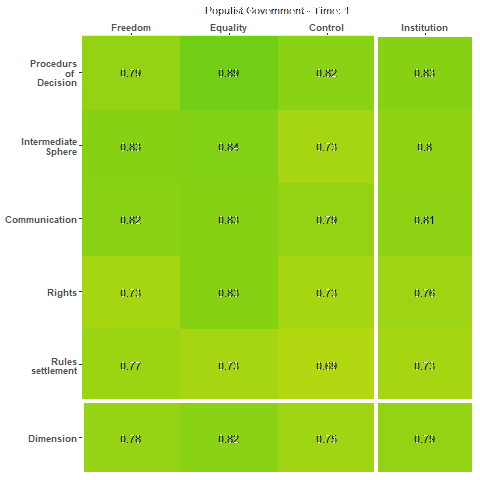 Populist Government - Time: 1
Freedom Equality Control Institution
Procedurs
of
Decision
0.79 0.89 0.82 0.83
Intermediate
Sphere
0.83 0.84 0.73 0.8
Communication
0.82 0.83 0.79 0.81
Rights
0.73 0.83 0.73 0.76
Rules
settlement
0.77 0.73 0.69 0.73
Dimension
0.78 0.82 0.79